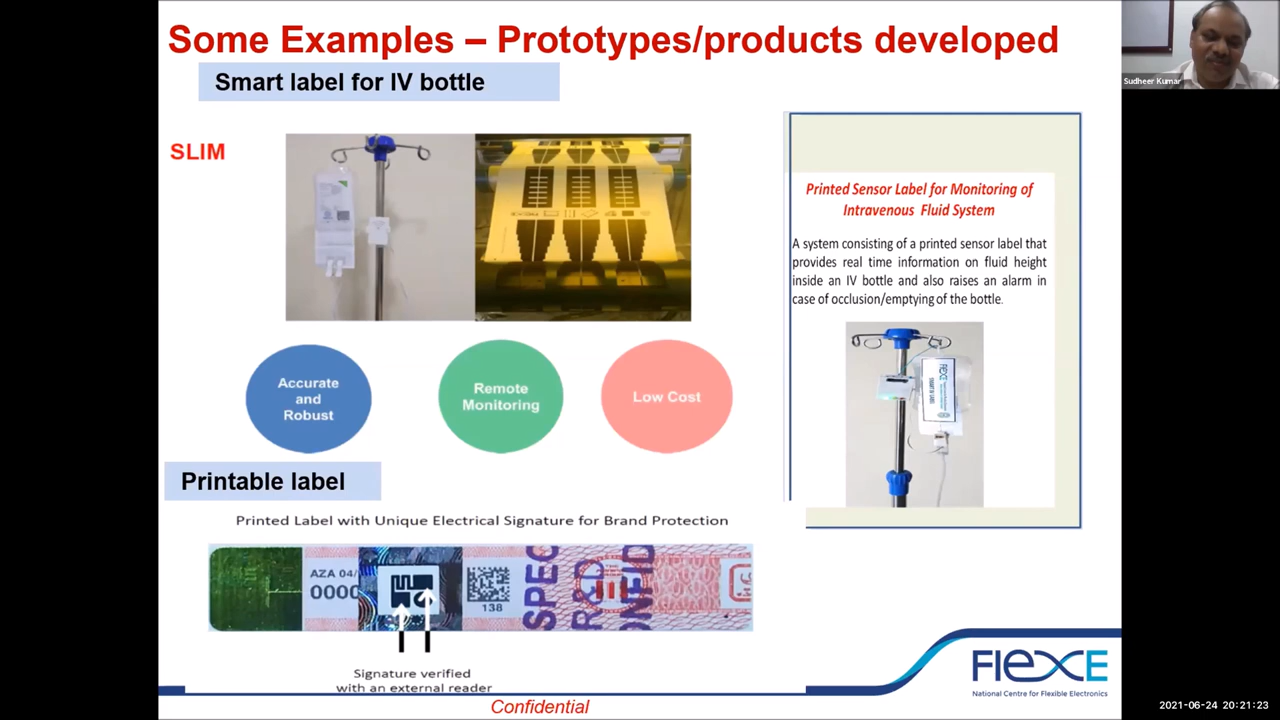 Some Examples – Prototypes/products developed
Smart label for IV bottle
SLIM
Accurate
and
Robust
Remote
Monitoring
Low Cost
Printed Sensor Label for Monitoring of
Intravenous Fluid System
A system consisting of a printed sensor label that
provides real time information on fluid height
inside an IV bottle and also raises an alarm in
case of occlusion/emptying of the bottle.
FlexE
Printable label
Printed Label with Unique Electrical Signature for Brand Protection
AZA 04/
0000
138
SPEC
R&D
Signature verified
with an external reader
Confidential
FlexE
National Centre for Flexible Electronics
Sudheer Kumar
2021-06-24 20:21:23